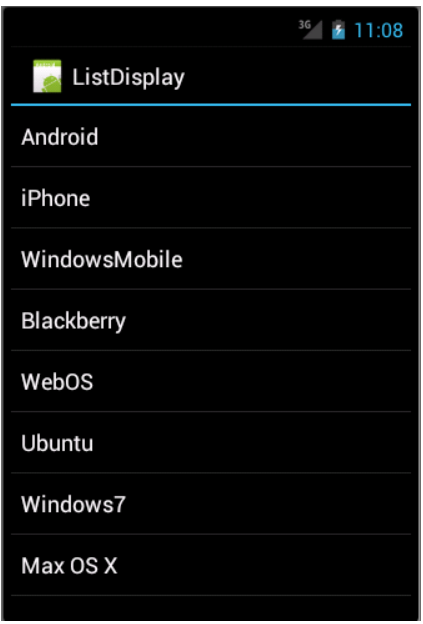 3G 11:08
ListDisplay
Android
iPhone
WindowsMobile
Blackberry
WebOS
Ubuntu
Windows7
Max OS X